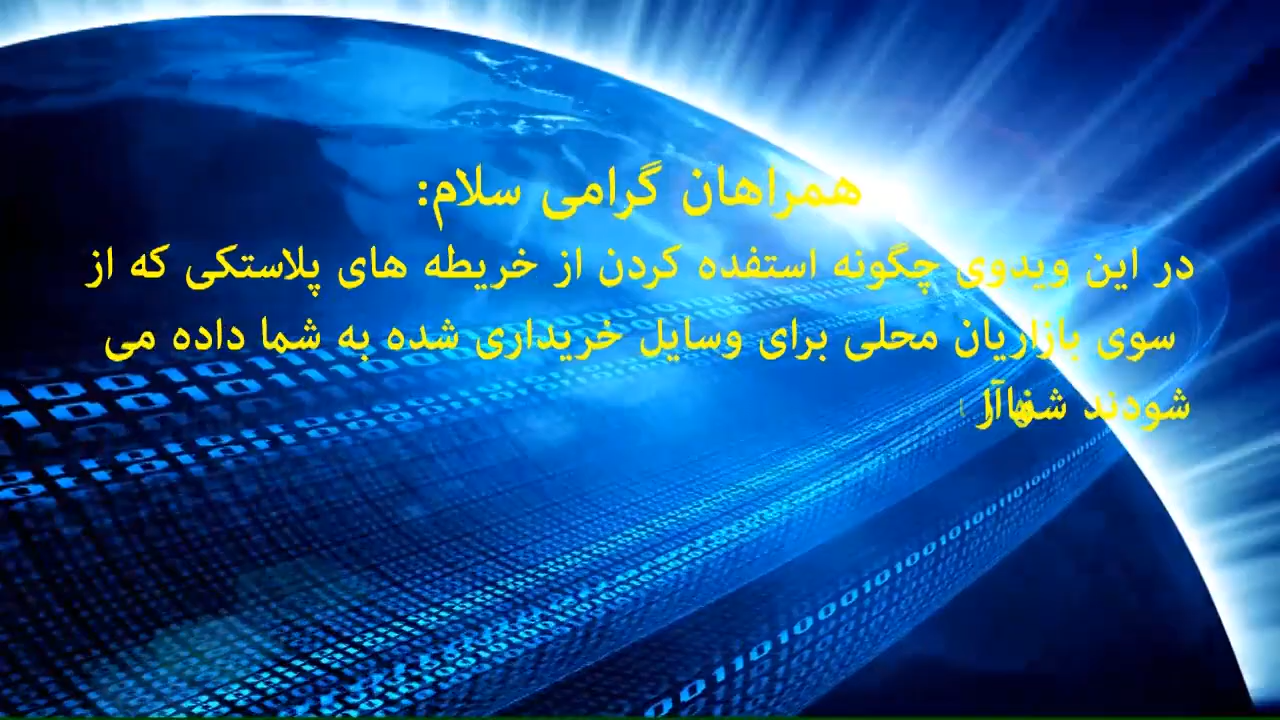 همراهان گرامی سلام:
در این ویدوی چگونه استفده کردن از خریطه های پلاستکی که از
سوی بازاریان محلی برای وسایل خریداری شده به شما داده می
شودند